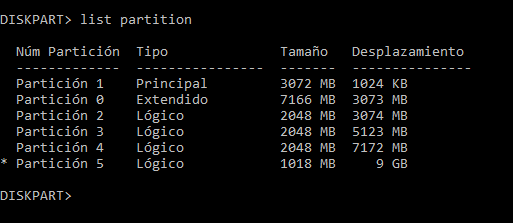 DISKPART> list partition
Núm Partición  Tipo              Tamaño   Desplazamiento
-------------  ----------------  -------  ---------------
Partición 1    Principal         3072 MB  1024 KB
Partición 0    Extendido         7166 MB  3073 MB
Partición 2    Lógico            2048 MB  3074 MB
Partición 3    Lógico            2048 MB  5123 MB
Partición 4    Lógico            2048 MB  7172 MB
* Partición 5    Lógico            1018 MB     9 GB
DISKPART>